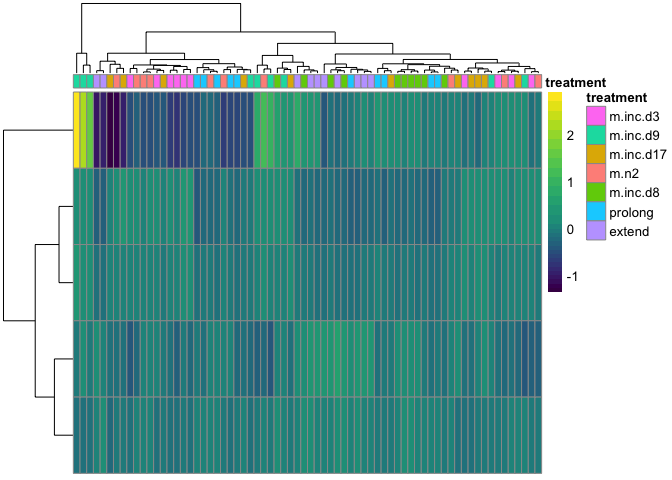 treatment
treatment
m.inc.d3
m.inc.d9
m.inc.d17
m.n2
m.inc.d8
prolong
extend
2
1
0
-1